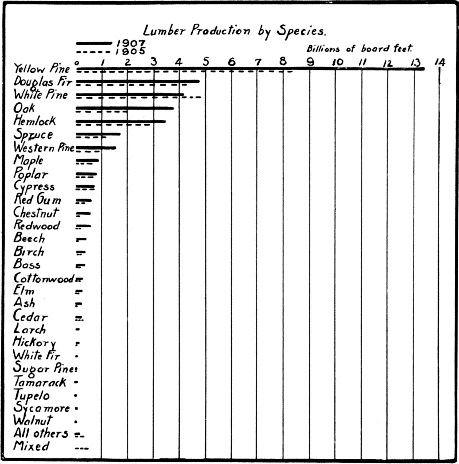 Lumber Production by Species.
1907
1905
Billions of board feet.
0 1 2 3 4 5 6 7 8 9 10 11 12 13 14
Yellow Pine
Douglas Fir
White Pine
Oak
Hemlock
Spruce
Western Pine
Maple
Poplar
Cypress
Red Gum
Chestnut
Redwood
Beech
Birch
Bass
Cottonwood
Elm
Ash
Cedar
Larch
Hickory
White Fir
Sugar Pine
Tamarack
Tupelo
Sycamore
Walnut
All others
Mixed